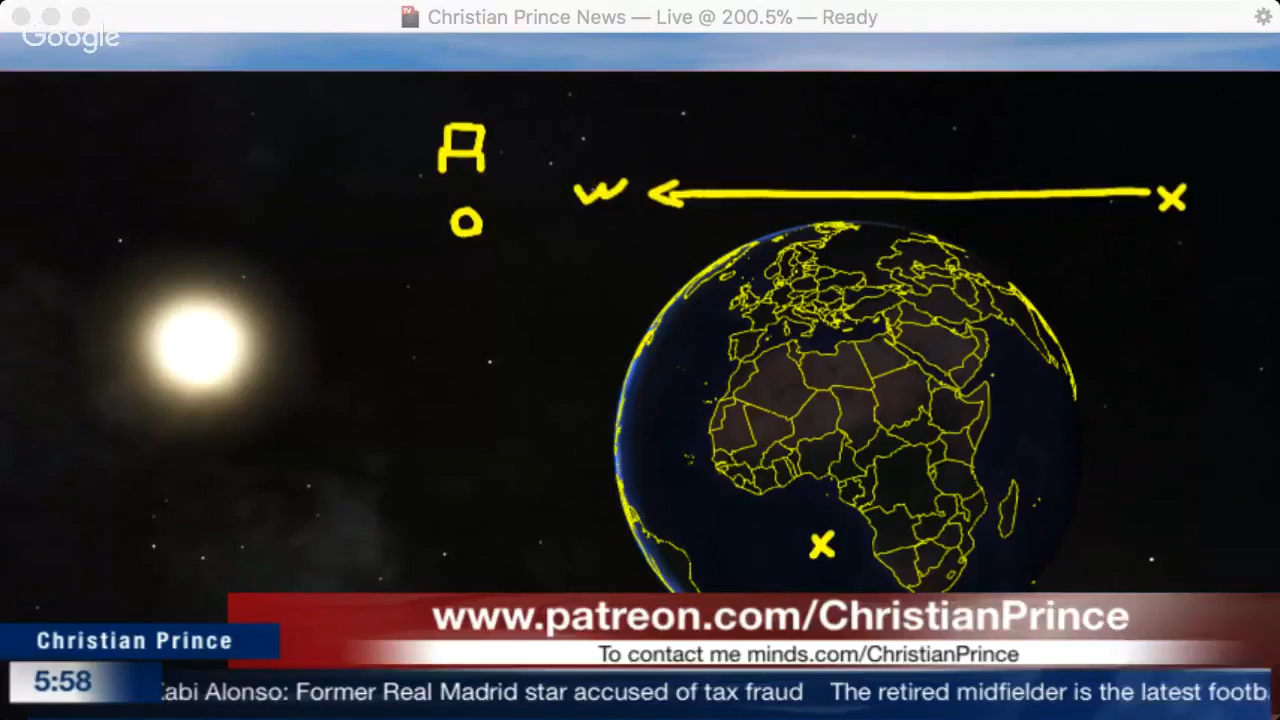 Christian Prince News — Live @ 200.5% — Ready
Google
W
X
O
X
www.patreon.com/ChristianPrince
To contact me minds.com/ChristianPrince
Christian Prince
5:58
Xabi Alonso: Former Real Madrid star accused of tax fraud The retired midfielder is the latest footb